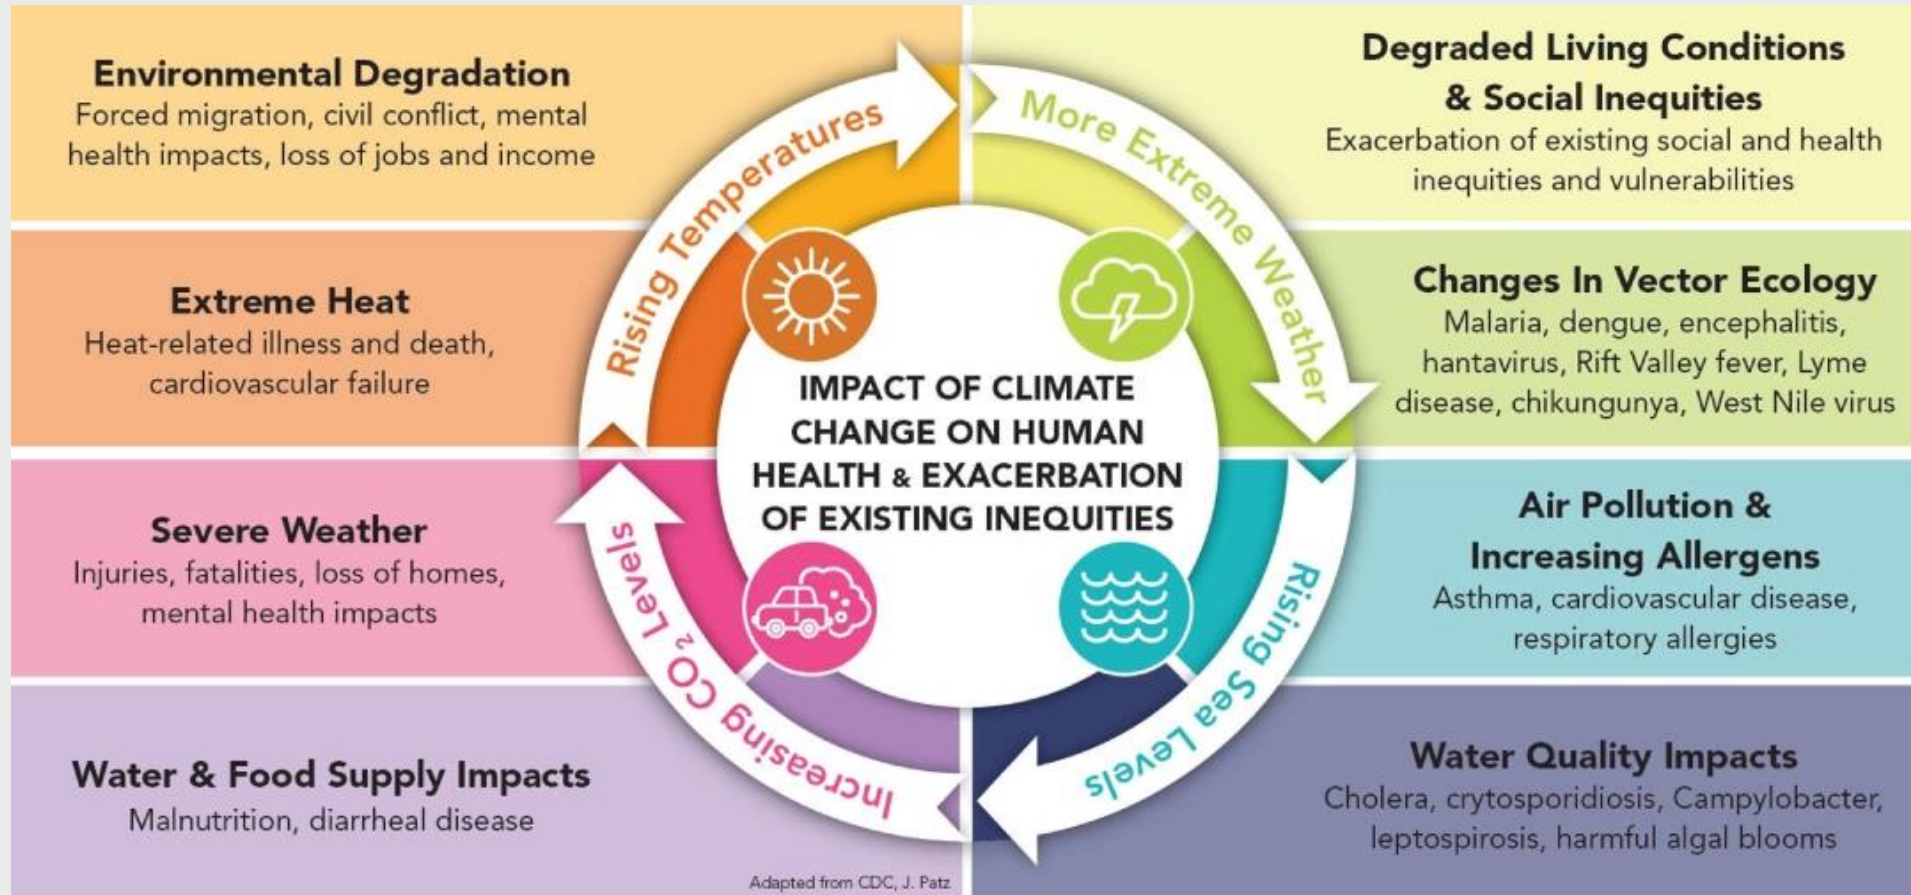 Environmental Degradation
Forced migration, civil conflict, mental
health impacts, loss of jobs and income
Extreme Heat
Heat-related illness and death,
cardiovascular failure
Severe Weather
Injuries, fatalities, loss of homes,
mental health impacts
Water & Food Supply Impacts
Malnutrition, diarrheal disease
Rising Temperatures
More Extreme Weather
Rising Sea Levels
Increasing CO₂ Levels
IMPACT OF CLIMATE
CHANGE ON HUMAN
HEALTH & EXACERBATION
OF EXISTING INEQUITIES
Degraded Living Conditions
& Social Inequities
Exacerbation of existing social and health
inequities and vulnerabilities
Changes In Vector Ecology
Malaria, dengue, encephalitis,
hantavirus, Rift Valley fever, Lyme
disease, chikungunya, West Nile virus
Air Pollution &
Increasing Allergens
Asthma, cardiovascular disease,
respiratory allergies
Water Quality Impacts
Cholera, crytosporidiosis, Campylobacter,
leptospirosis, harmful algal blooms
Adapted from CDC, J. Patz